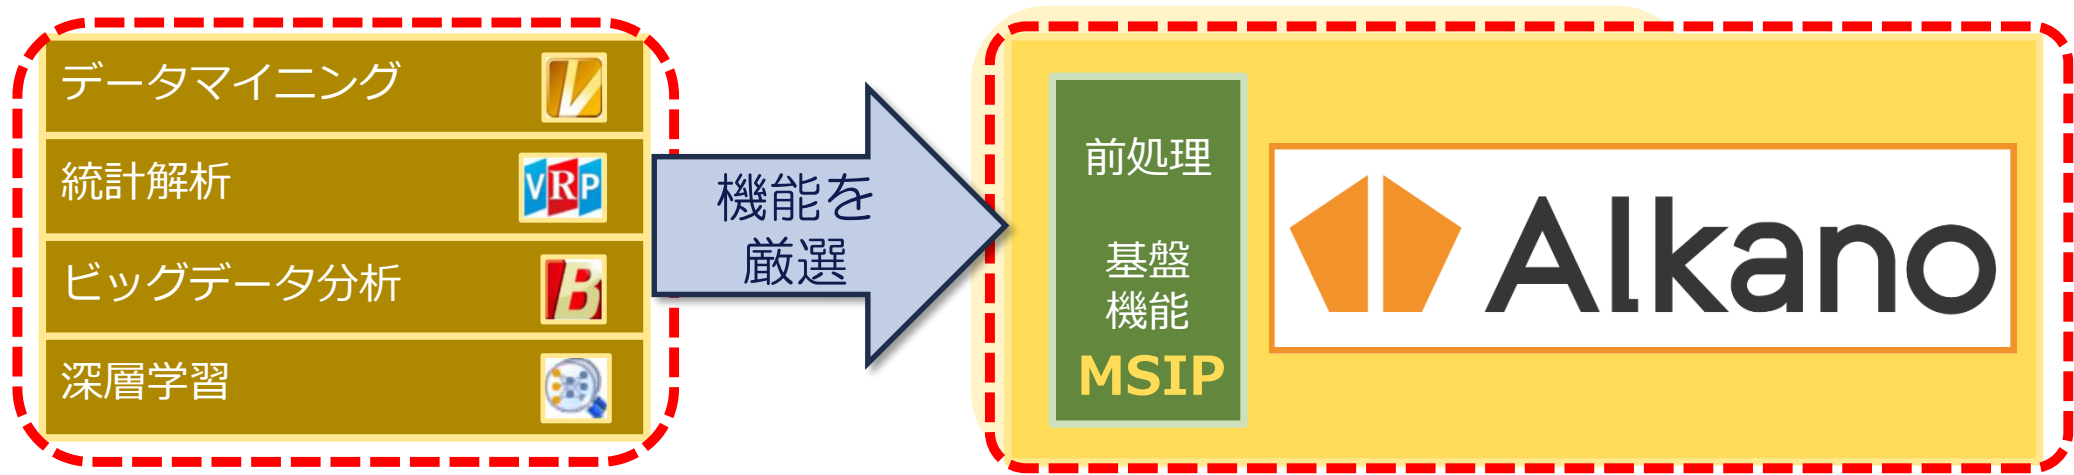 データマイニング
V
統計解析
VRP
ビッグデータ分析
B
深層学習
機能を
厳選
前処理
基盤
機能
MSIP
Alkano